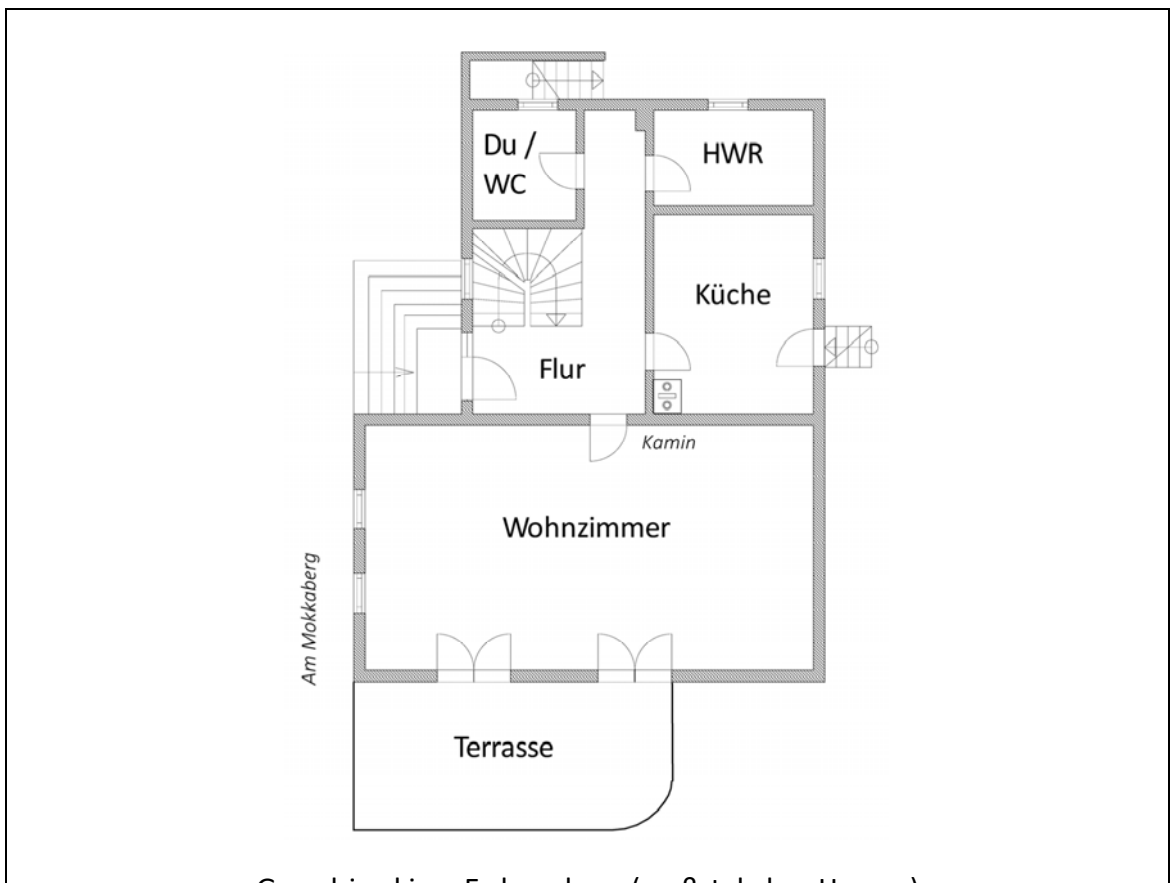 Du /
WC
HWR
Küche
Flur
Kamin
Wohnzimmer
Am Mokkaberg
Terrasse